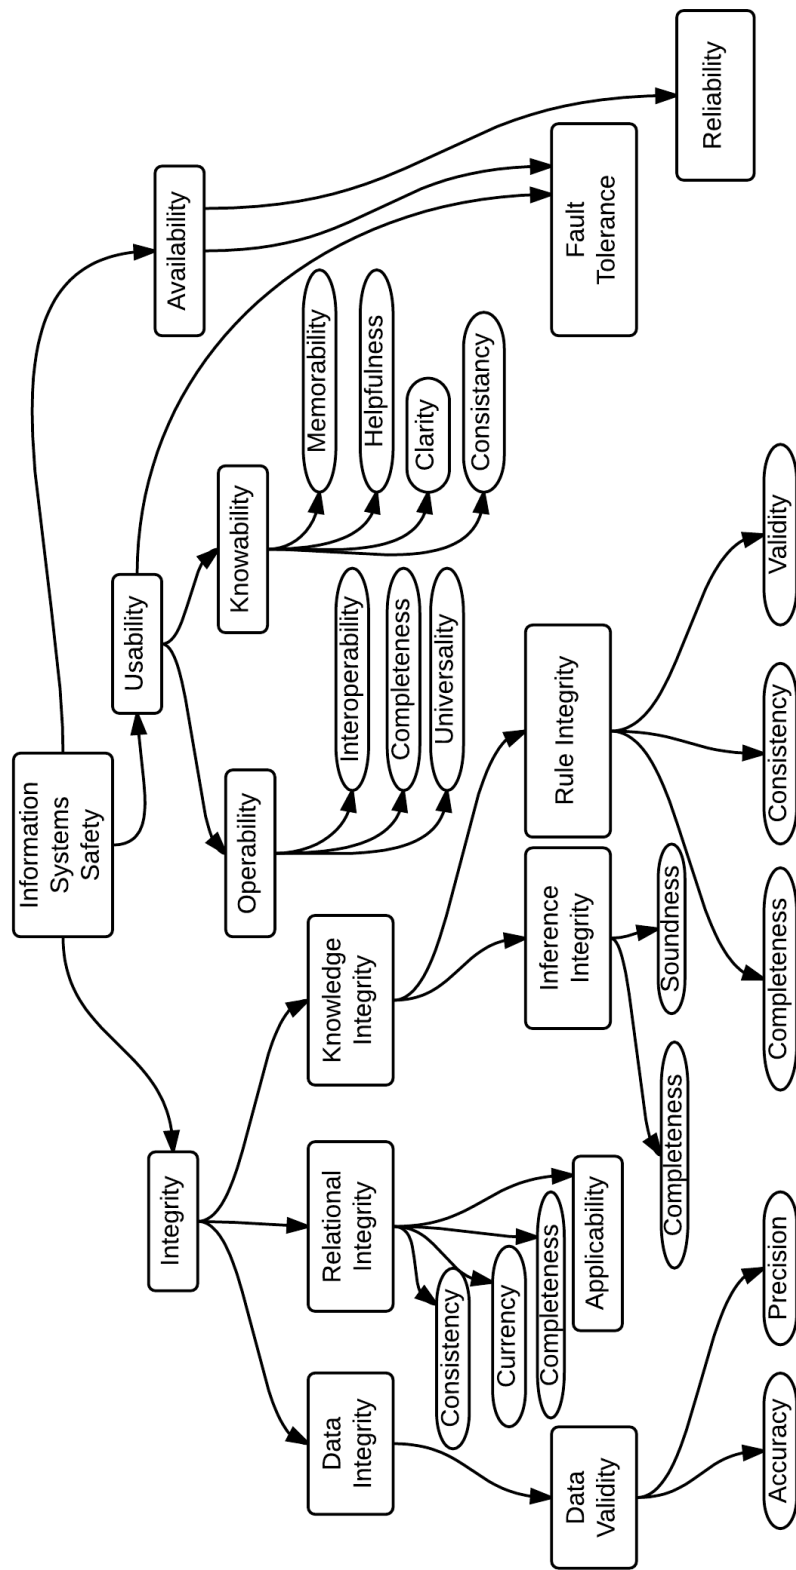 Information
Systems
Safety
Integrity
Usability
Availability
Operability
Knowability
Data
Integrity
Relational
Integrity
Knowledge
Integrity
Interoperability
Completeness
Universality
Memorability
Helpfulness
Clarity
Consistancy
Consistency
Currency
Completeness
Applicability
Inference
Integrity
Rule Integrity
Fault
Tolerance
Reliability
Data
Validity
Completeness
Soundness
Accuracy
Precision
Completeness
Consistency
Validity